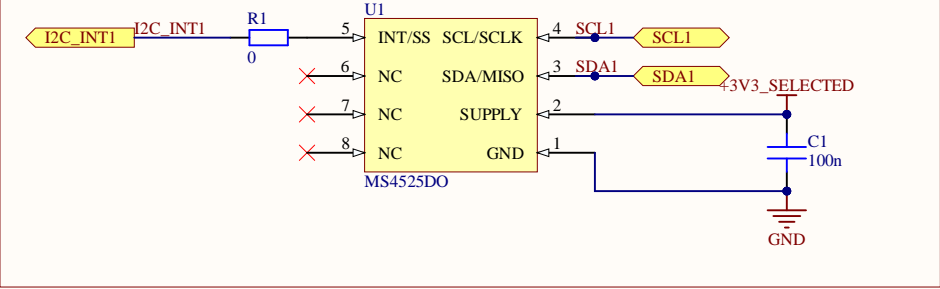 U1
I2C_INT1
I2C_INT1
R1
0
5
INT/SS
SCL/SCLK
4
SCL1
SCL1
6
NC
SDA/MISO
3
SDA1
SDA1
+3V3_SELECTED
7
NC
SUPPLY
2
8
NC
GND
1
C1
100n
MS4525DO
GND